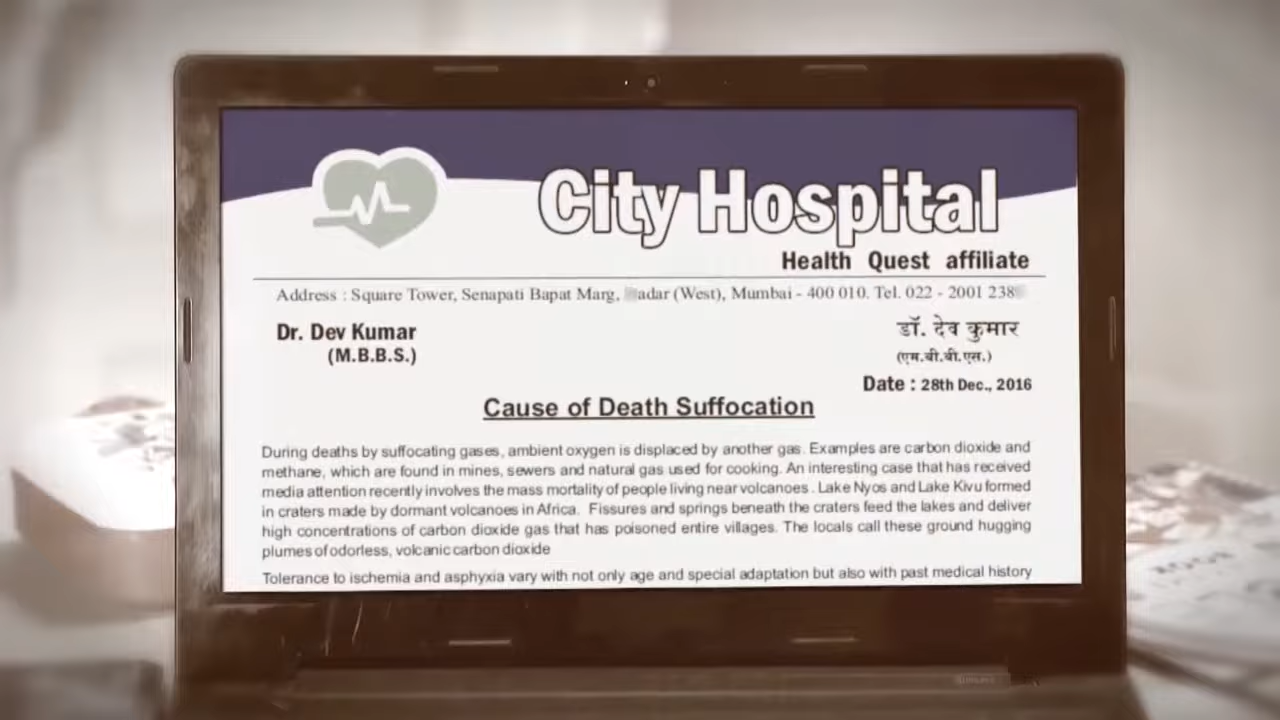 City Hospital
Health Quest affiliate
Address : Square Tower, Senapati Bapat Marg, (West), Mumbai - 400 010. Tel. 022 - 2001
Dr. Dev Kumar
(M.B.B.S.)
डॉ. देव कुमार
(एम.बी.बी.एस.)
Date : 28th Dec., 2016
Cause of Death Suffocation
During deaths by suffocating gases, ambient oxygen is displaced by another gas. Examples are carbon dioxide and
methane, which are found in mines, sewers and natural gas used for cooking. An interesting case that has received
media attention recently involves the mass mortality of people living near volcanoes . Lake Nyos and Lake Kivu formed
in craters made by dormant volcanoes in Africa. Fissures and springs beneath the craters feed the lakes and deliver
high concentrations of carbon dioxide gas that has poisoned entire villages. The locals call these ground hugging
plumes of odorless, volcanic carbon dioxide
Tolerance to ischemia and asphyxia vary with not only age and special adaptation but also with past medical history